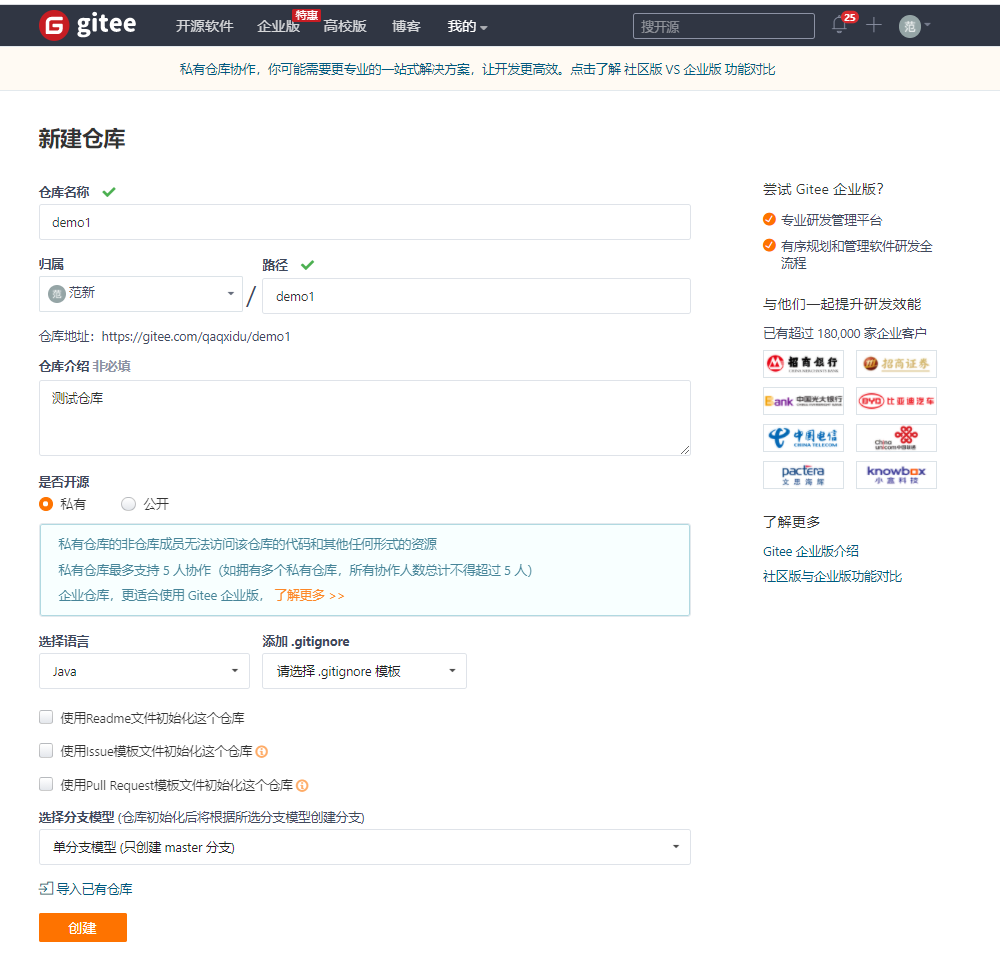 gitee 开源软件 企业版 特惠 高校版 博客 我的 搜开源 25 范
私有仓库协作，你可能需要更专业的一站式解决方案，让开发更高效。点击了解 社区版 VS 企业版 功能对比
新建仓库
仓库名称
demo1
归属 路径
范 范新 / demo1
仓库地址：https://gitee.com/qaqxidu/demo1
仓库介绍 非必填
测试仓库
是否开源
私有 公开
私有仓库的非仓库成员无法访问该仓库的代码和其他任何形式的资源
私有仓库最多支持 5 人协作（如拥有多个私有仓库，所有协作人数总计不得超过 5 人）
企业仓库，更适合使用 Gitee 企业版， 了解更多 >>
选择语言 添加 .gitignore
Java 请选择 .gitignore 模板
使用Readme文件初始化这个仓库
使用Issue模板文件初始化这个仓库
使用Pull Request模板文件初始化这个仓库
选择分支模型 (仓库初始化后将根据所选分支模型创建分支)
单分支模型 (只创建 master 分支)
导入已有仓库
创建
尝试 Gitee 企业版？
专业研发管理平台
有序规划和管理软件研发全
流程
与他们一起提升研发效能
已有超过 180,000 家企业客户
招商银行 招商证券
Bank 中国光大银行 BYD 比亚迪汽车
中国电信 CHINA TELECOM China unicom中国联通
pactera 文思海辉 knowbox 小盒科技
了解更多
Gitee 企业版介绍
社区版与企业版功能对比